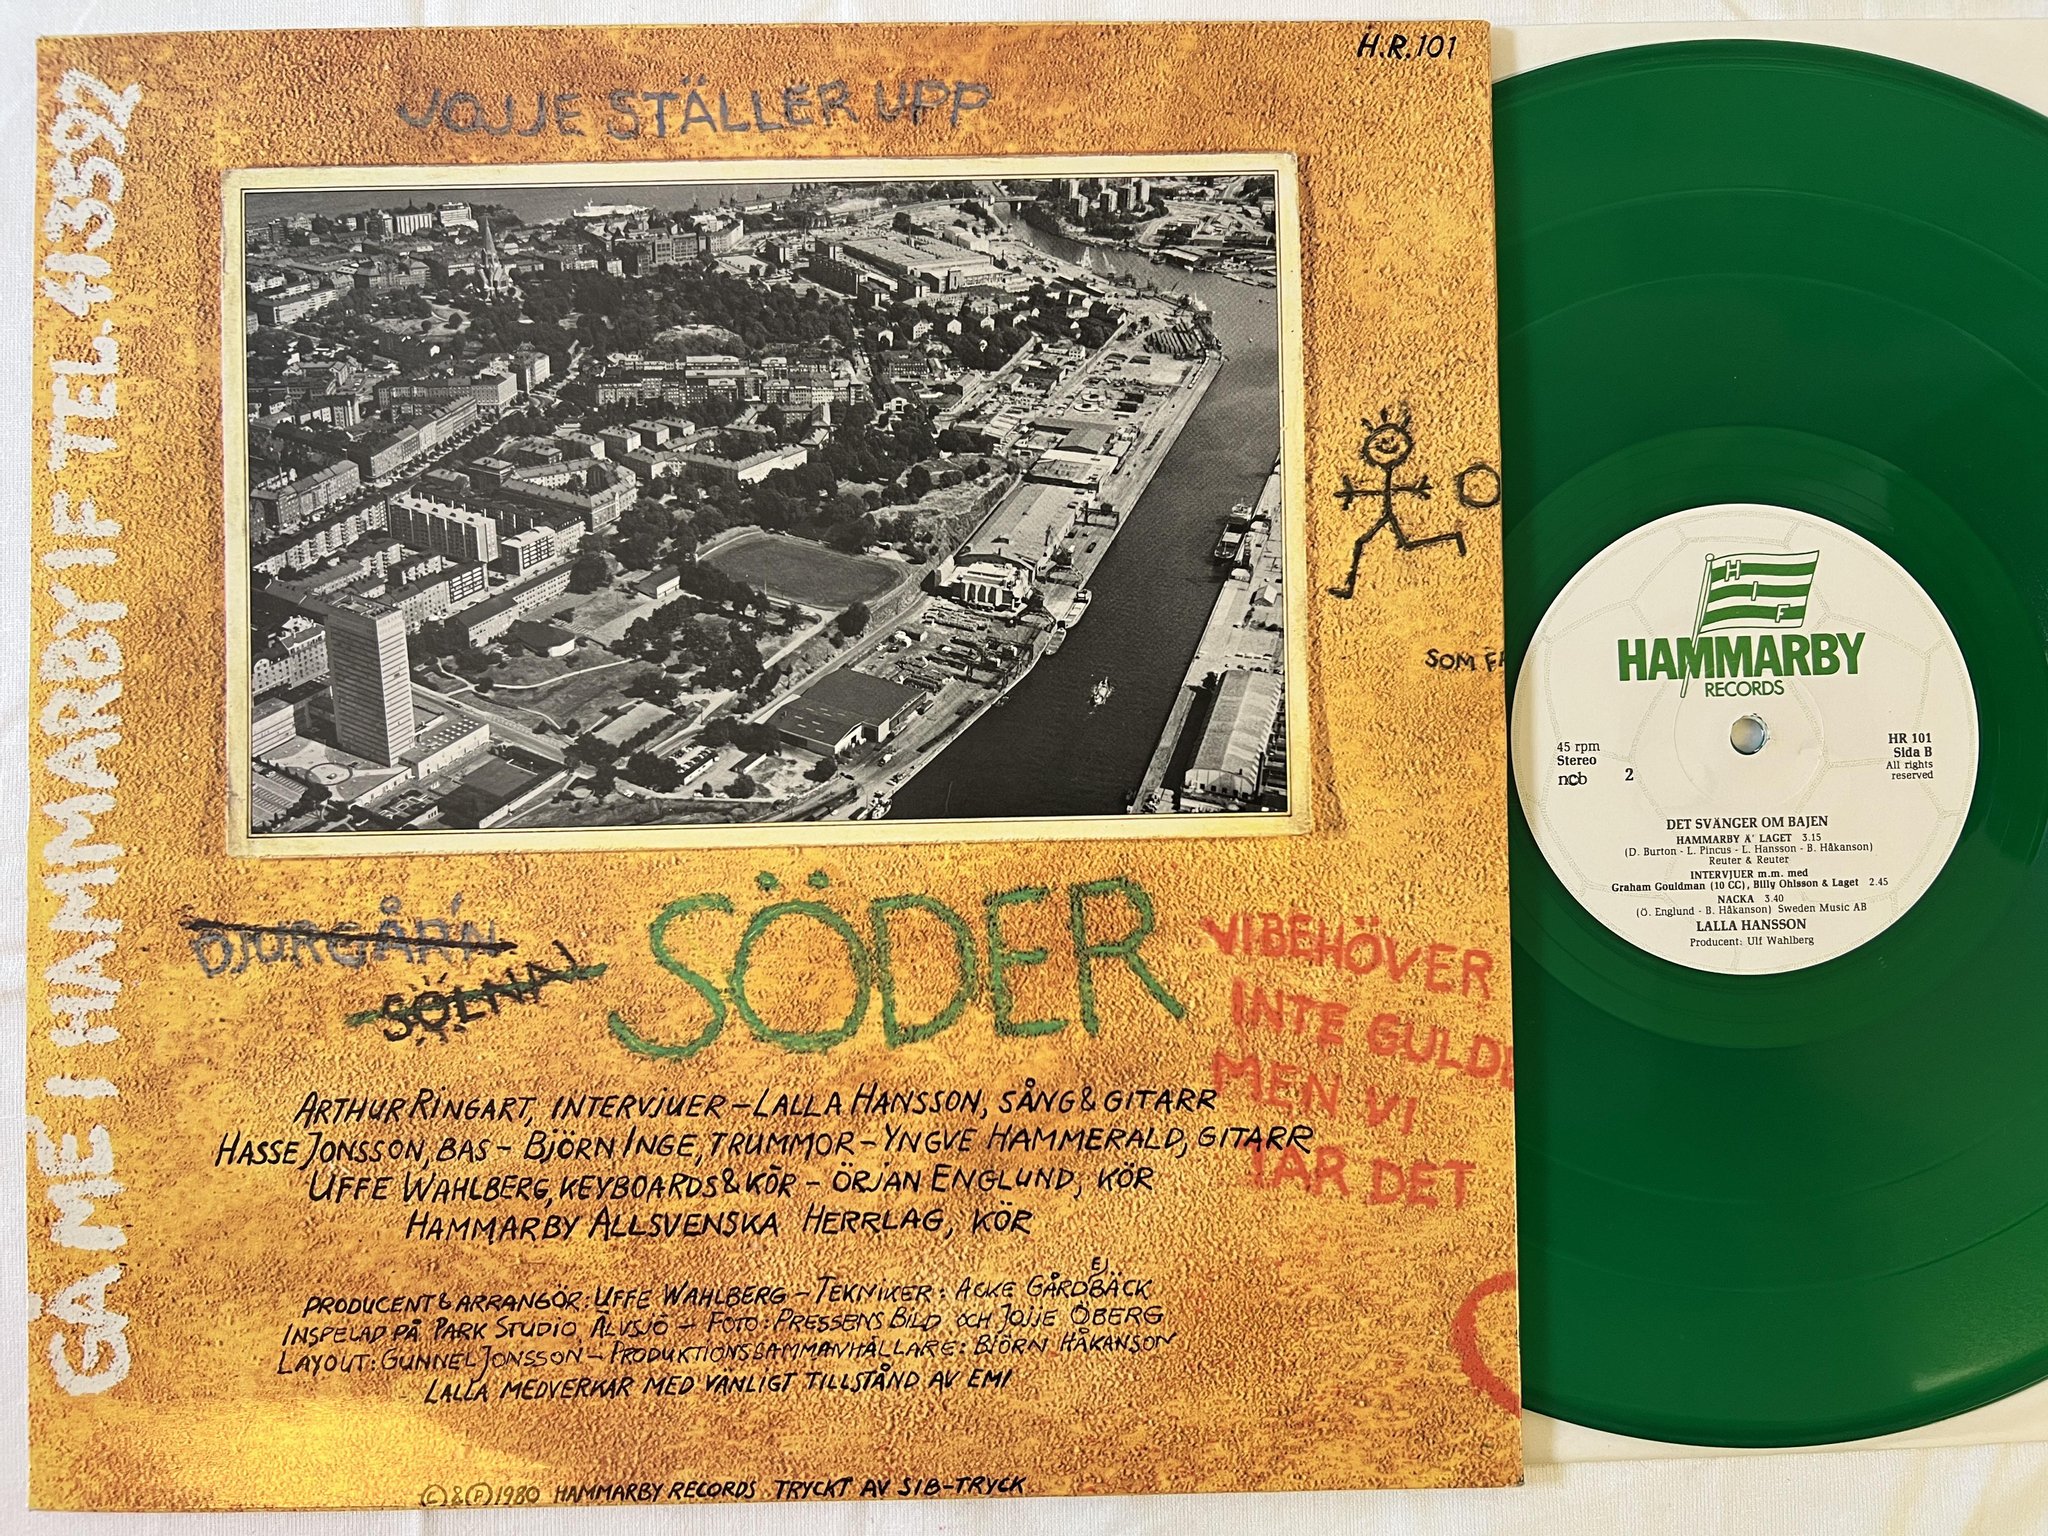 H.R.101
JOJJE STÄLLER UPP
GÅ MÉ I HAMMARBY IF TEL. 413592
SOM
DJURGÅR'N
SÖDER
VI BEHÖVER
INTE
MEN VI
TAR DET
ARTHUR RINGART, INTERVJUER – LALLA HANSSON, SÅNG & GITARR
HASSE JONSSON, BAS – BJÖRN INGE, TRUMMOR – YNGVE HAMMERALD, GITARR
UFFE WAHLBERG, KEYBOARDS & KÖR – ÖRJAN ENGLUND, KÖR
HAMMARBY ALLSVENSKA HERRLAG, KÖR
PRODUCENT & ARRANGÖR: UFFE WAHLBERG – TEKNIKER: ACKE GÅRDEJBÄCK
INSPELAD PÅ PARK STUDIO, ÄLVSJÖ – FOTO: PRESSENS BILD OCH JOJJE ÖBERG
LAYOUT: GUNNEL JONSSON – PRODUKTIONSSAMMANHÅLLARE: BJÖRN HÅKANSON
LALLA MEDVERKAR MED VÄNLIGT TILLSTÅND AV EMI
© & ℗ 1980 HAMMARBY RECORDS TRYCKT AV SIB-TRYCK
H
I
F
HAMMARBY
RECORDS
45 rpm
Stereo
ncb
2
HR 101
Sida B
All rights
reserved
DET SVÄNGER OM BAJEN
HAMMARBY Ä' LAGET 3.15
(D. Burton - L. Pincus - L. Hansson - B. Håkanson)
Reuter & Reuter
INTERVJUER m.m. med
Graham Gouldman (10 CC), Billy Ohlsson & Laget 2.45
NACKA 3.40
(Ö. Englund - B. Håkanson) Sweden Music AB
LALLA HANSSON
Producent: Ulf Wahlberg